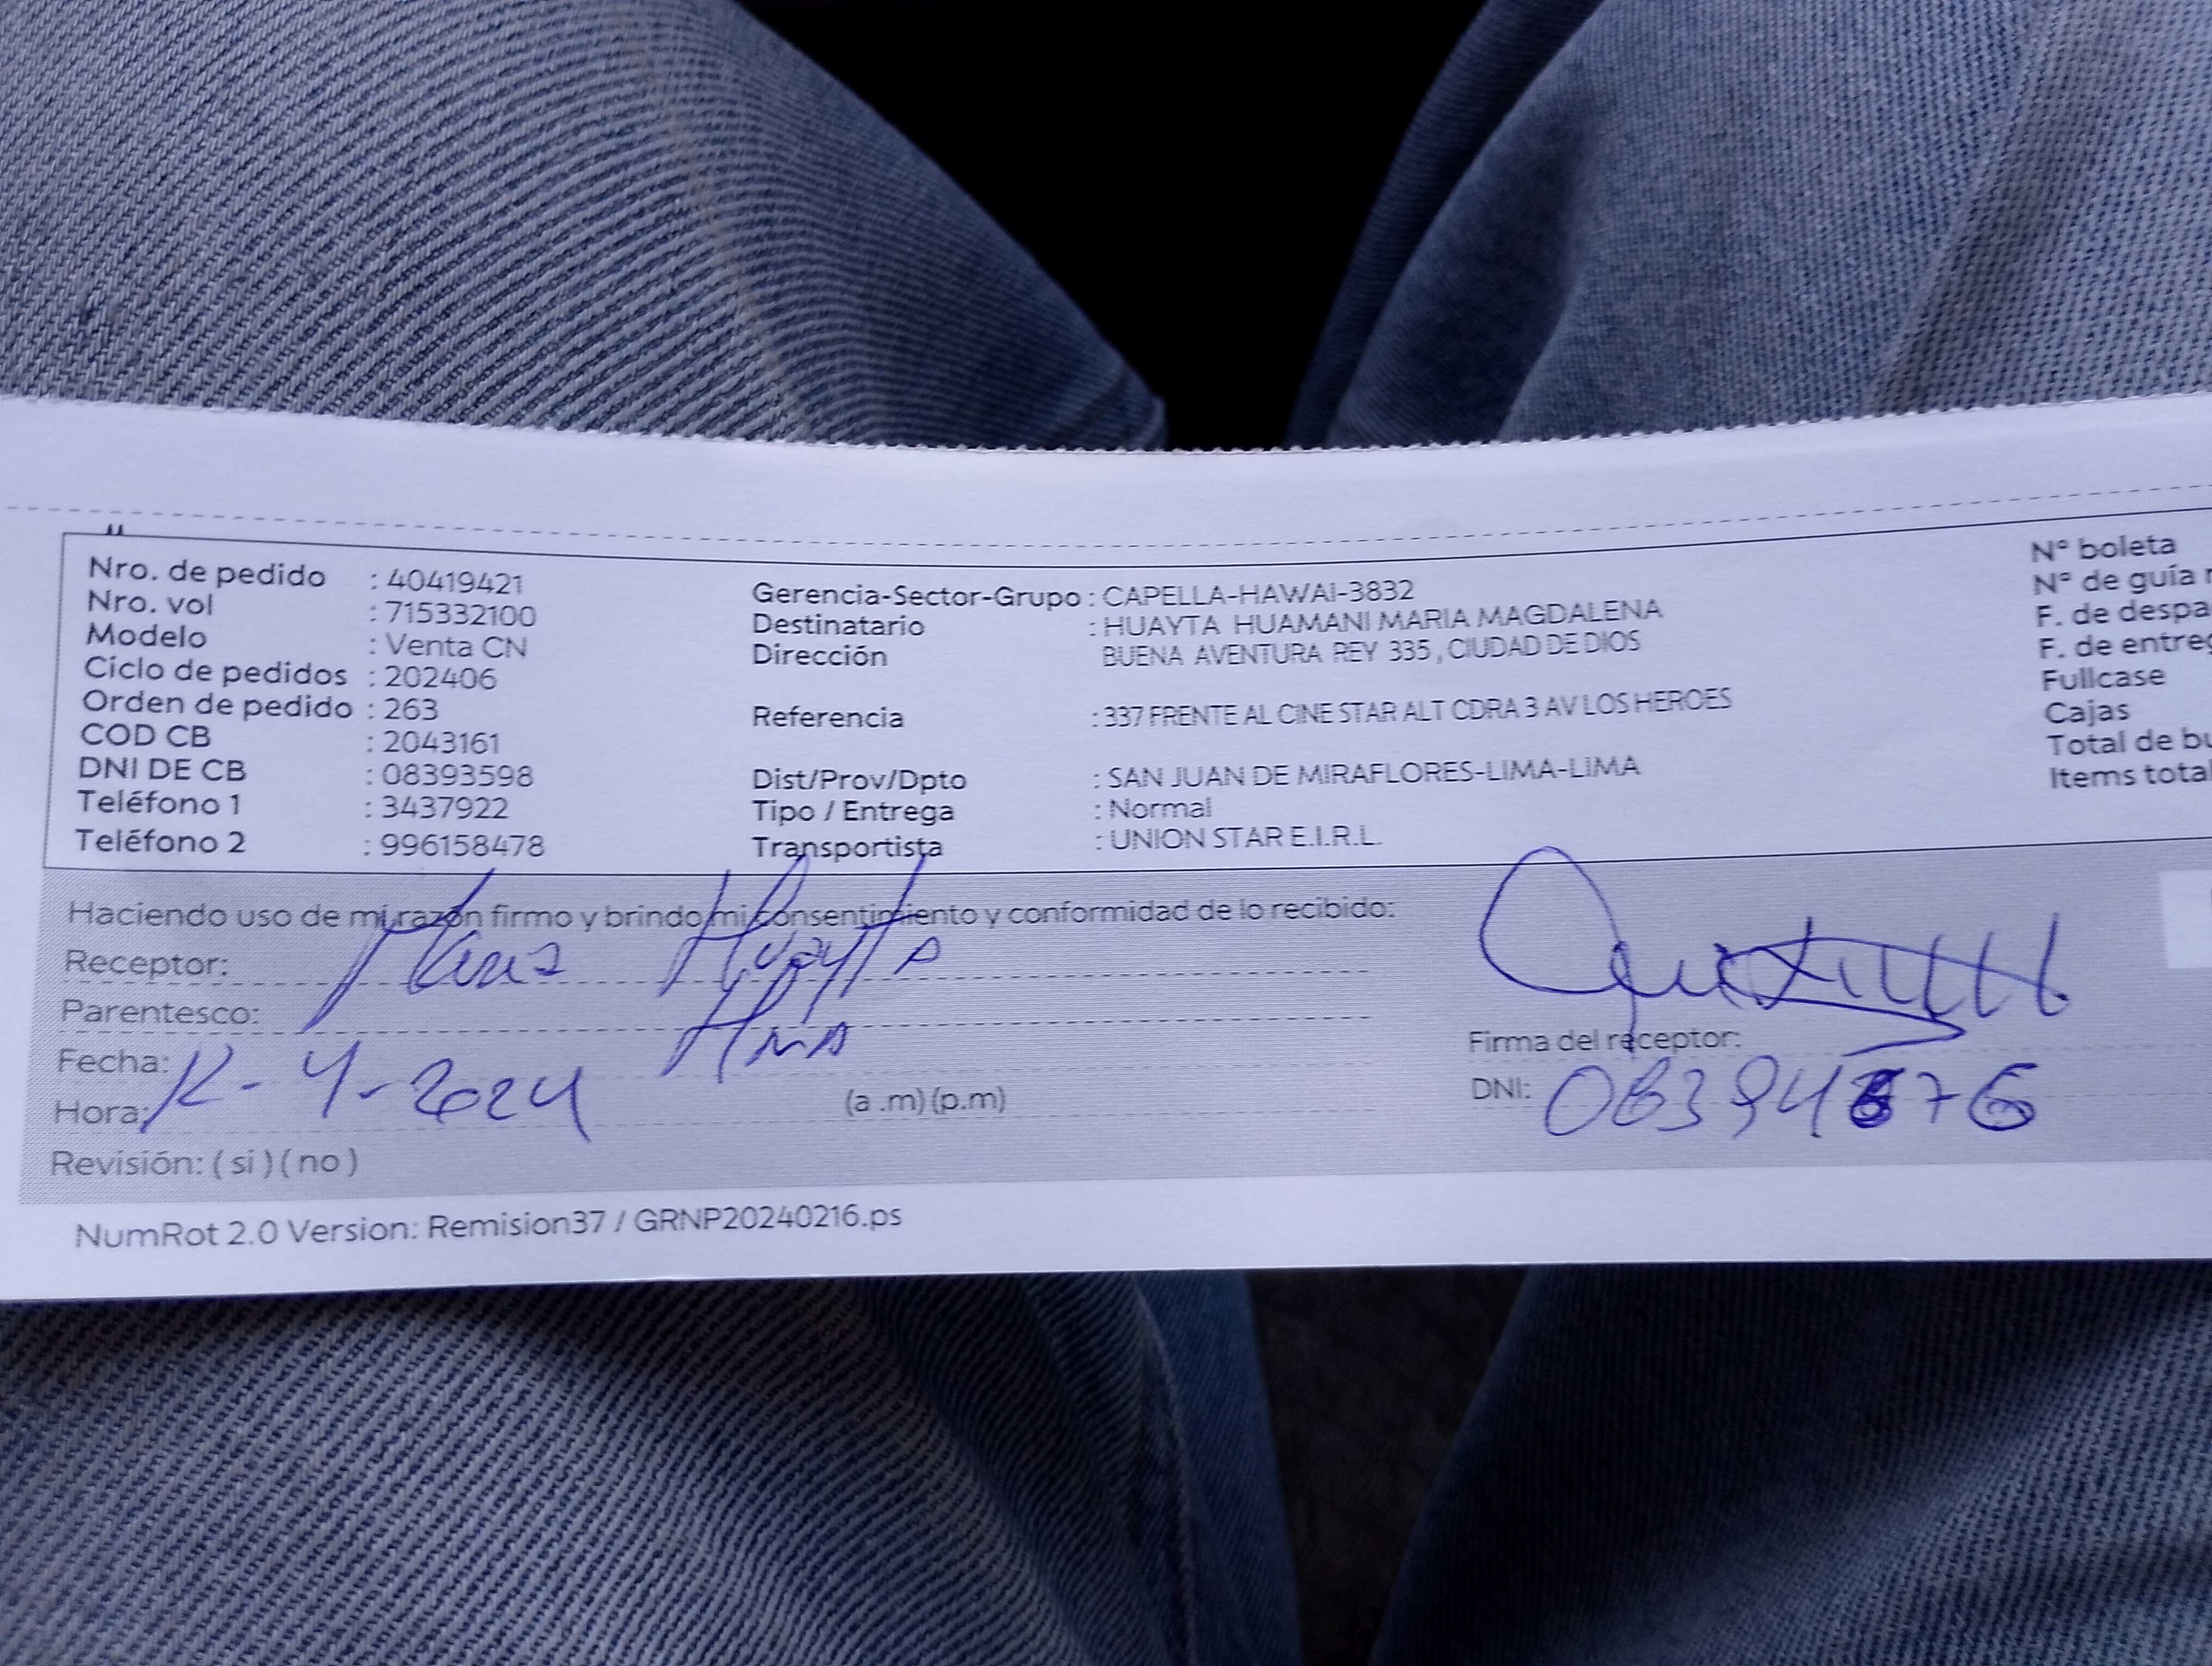 Nro. de pedido : 40419421
Nro. vol : 715332100
Modelo : Venta CN
Ciclo de pedidos : 202406
Orden de pedido : 263
COD CB : 2043161
DNI DE CB : 08393598
Teléfono 1 : 3437922
Teléfono 2 : 996158478
Gerencia-Sector-Grupo : CAPELLA-HAWAI-3832
Destinatario : HUAYTA HUAMANI MARIA MAGDALENA
Dirección BUENA AVENTURA REY 335, CIUDAD DE DIOS
Referencia : 337 FRENTE AL CINE STAR ALT CDRA 3 AV LOS HEROES
Dist/Prov/Dpto : SAN JUAN DE MIRAFLORES-LIMA-LIMA
Tipo / Entrega : Normal
Transportista : UNION STAR E.I.R.L.
N° boleta
N° de guía
F. de despa
F. de entreg
Fullcase
Cajas
Total de bu
Items total
Haciendo uso de mi razón firmo y brindo mi consentimiento y conformidad de lo recibido:
Receptor: Huayta
Parentesco:
Fecha: 4-2024
Hora: (a .m) (p.m)
Revisión: ( si ) ( no )
Firma del receptor:
DNI:
NumRot 2.0 Version: Remision37 / GRNP20240216.ps